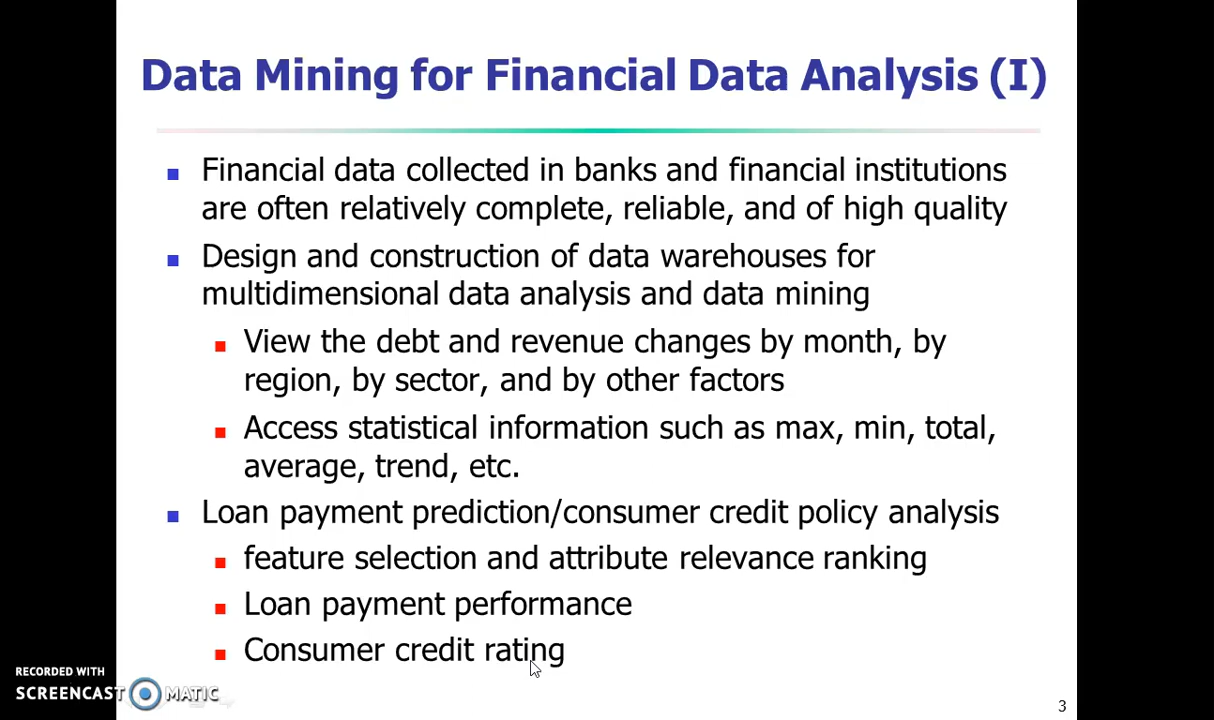 Data Mining for Financial Data Analysis (I)
Financial data collected in banks and financial institutions
are often relatively complete, reliable, and of high quality
Design and construction of data warehouses for
multidimensional data analysis and data mining
View the debt and revenue changes by month, by
region, by sector, and by other factors
Access statistical information such as max, min, total,
average, trend, etc.
Loan payment prediction/consumer credit policy analysis
feature selection and attribute relevance ranking
Loan payment performance
Consumer credit rating
RECORDED WITH
SCREENCAST MATIC
3